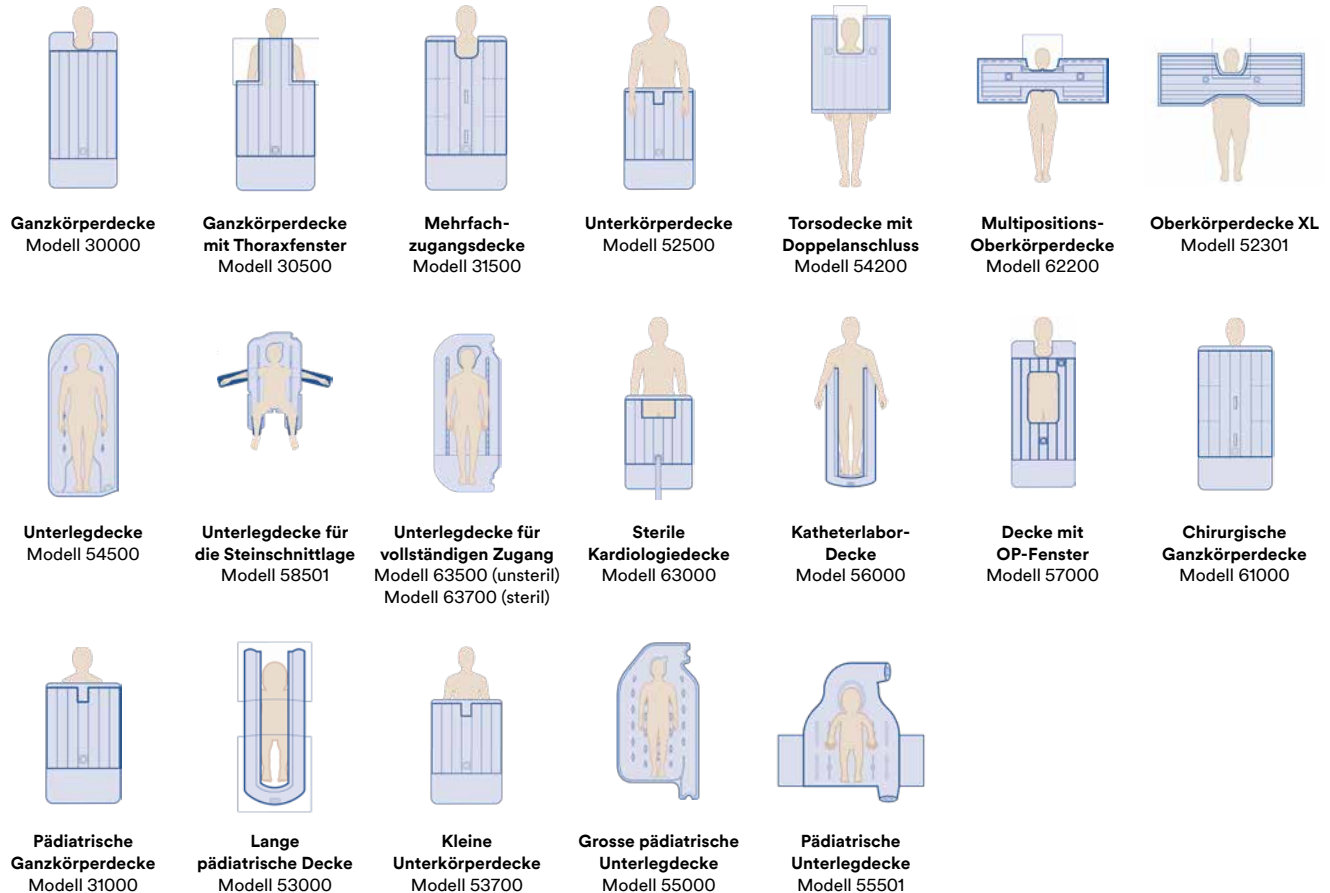 Ganzkörperdecke
Modell 30000
Ganzkörperdecke
mit Thoraxfenster
Modell 30500
Mehrfach-
zugangsdecke
Modell 31500
Unterkörperdecke
Modell 52500
Torsodecke mit
Doppelanschluss
Modell 54200
Multipositions-
Oberkörperdecke
Modell 62200
Oberkörperdecke XL
Modell 52301
Unterlegdecke
Modell 54500
Unterlegdecke für
die Steinschnittlage
Modell 58501
Unterlegdecke für
vollständigen Zugang
Modell 63500 (unsteril)
Modell 63700 (steril)
Sterile
Kardiologiedecke
Modell 63000
Katheterlabor-
Decke
Model 56000
Decke mit
OP-Fenster
Modell 57000
Chirurgische
Ganzkörperdecke
Modell 61000
Pädiatrische
Ganzkörperdecke
Modell 31000
Lange
pädiatrische Decke
Modell 53000
Kleine
Unterkörperdecke
Modell 53700
Grosse pädiatrische
Unterlegdecke
Modell 55000
Pädiatrische
Unterlegdecke
Modell 55501